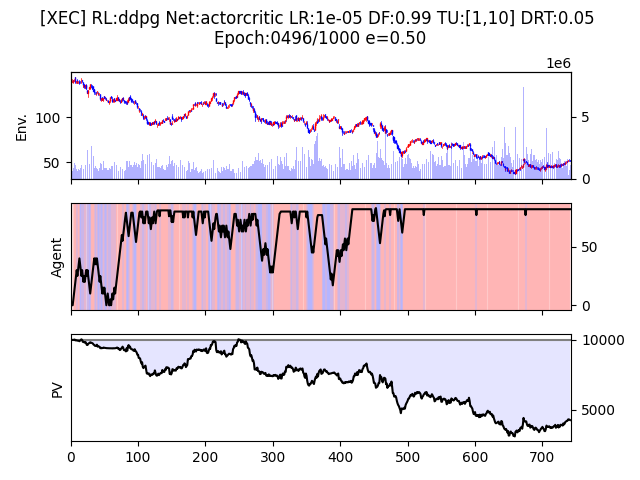 [XEC] RL:ddpg Net:actorcritic LR:1e-05 DF:0.99 TU:[1,10] DRT:0.05
Epoch:0496/1000 e=0.50
1e6
Env.
100
50
5
0
Agent
50
0
PV
10000
5000
0 100 200 300 400 500 600 700